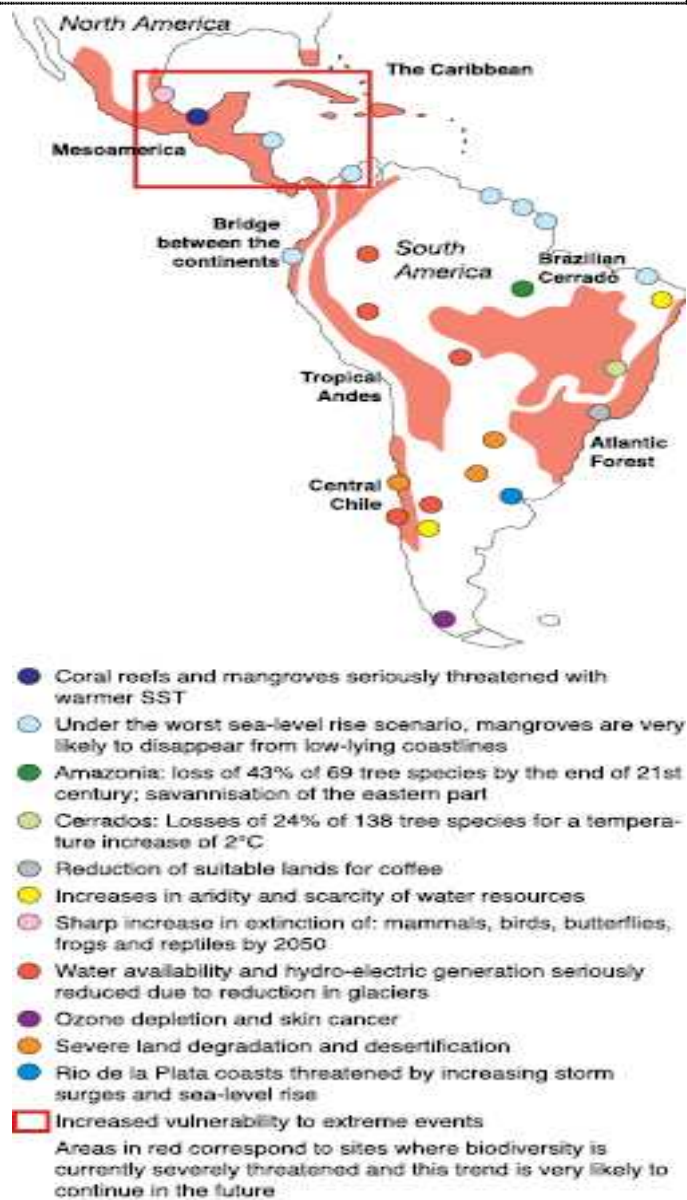 North America
The Caribbean
Mesoamerica
Bridge
between the
continents
South
America
Brazilian
Cerrado
Tropical
Andes
Atlantic
Forest
Central
Chile
Coral reefs and mangroves seriously threatened with
warmer SST
Under the worst sea-level rise scenario, mangroves are very
likely to disappear from low-lying coastlines
Amazonia: loss of 43% of 69 tree species by the end of 21st
century; savannisation of the eastern part
Cerrados: Losses of 24% of 138 tree species for a tempera-
ture increase of 2°C
Reduction of suitable lands for coffee
Increases in aridity and scarcity of water resources
Sharp increase in extinction of: mammals, birds, butterflies,
frogs and reptiles by 2050
Water availability and hydro-electric generation seriously
reduced due to reduction in glaciers
Ozone depletion and skin cancer
Severe land degradation and desertification
Rio de la Plata coasts threatened by increasing storm
surges and sea-level rise
Increased vulnerability to extreme events
Areas in red correspond to sites where biodiversity is
currently severely threatened and this trend is very likely to
continue in the future